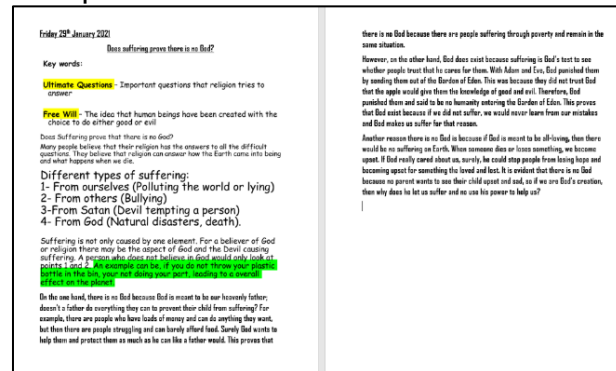 Friday 29th January 2021
Does suffering prove there is no God?
Key words:
Ultimate Questions - Important questions that religion tries to
answer
Free Will - The idea that human beings have been created with the
choice to do either good or evil
Does Suffering prove that there is no God?
Many people believe that their religion has the answers to all the difficult
questions. They believe that religion can answer how the Earth came into being
and what happens when we die.
Different types of suffering:
1- From ourselves (Polluting the world or lying)
2- From others (Bullying)
3-From Satan (Devil tempting a person)
4- From God (Natural disasters, death).
Suffering is not only caused by one element. For a believer of God
or religion there may be the aspect of God and the Devil causing
suffering. A person who does not believe in God would only look at
points 1 and 2. An example can be, if you do not throw your plastic
bottle in the bin, your not doing your part, leading to a overall
effect on the planet.
On the one hand, there is no God because God is meant to be our heavenly father;
doesn't a father do everything they can to prevent their child from suffering? For
example, there are people who have loads of money and can do anything they want,
but then there are people struggling and can barely afford food. Surely God wants to
help them and protect them as much as he can like a father would. This proves that
there is no God because there are people suffering through poverty and remain in the
same situation.
However, on the other hand, God does exist because suffering is God's test to see
whether people trust that he cares for them. With Adam and Eve, God punished them
by sending them out of the Garden of Eden. This was because they did not trust God
that the apple would give them the knowledge of good and evil. Therefore, God
punished them and said to be no humanity entering the Garden of Eden. This proves
that God exist because if we did not suffer, we would never learn from our mistakes
and God makes us suffer for that reason.
Another reason there is no God is because if God is meant to be all-loving, then there
would be no suffering on Earth. When someone dies or loses something, we become
upset. If God really cared about us, surely, he could stop people from losing hope and
becoming upset for something the loved and lost. It is evident that there is no God
because no parent wants to see their child upset and sad, so if we are God's creation,
then why does he let us suffer and no use his power to help us?